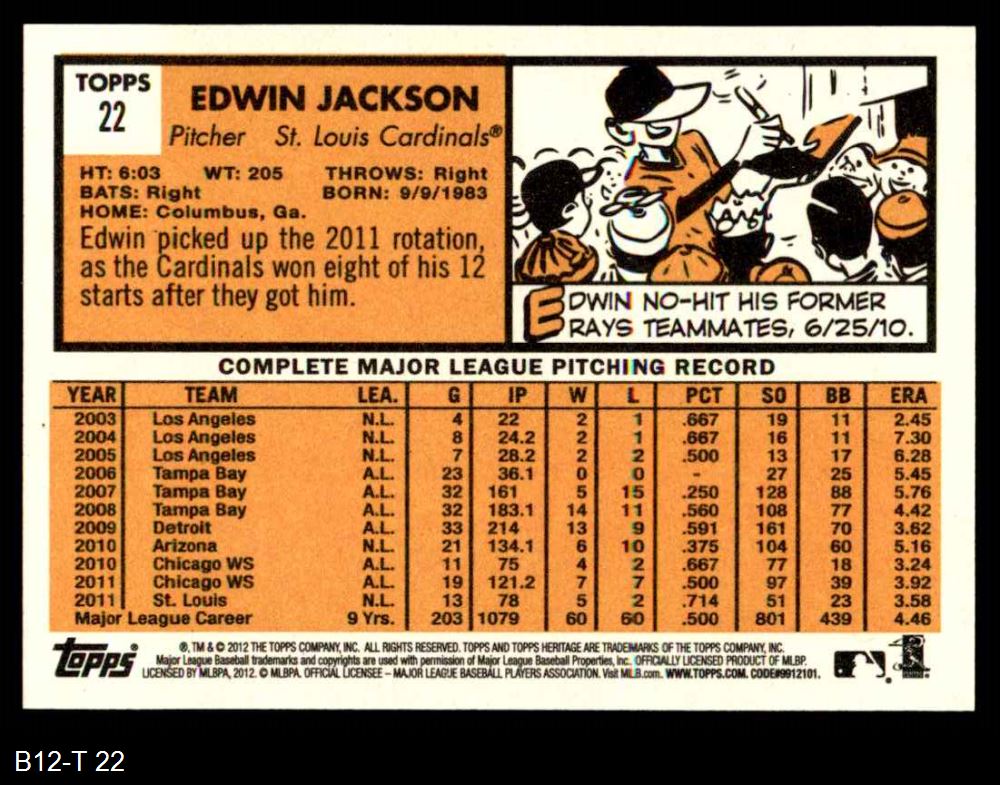 TOPPS
22
EDWIN JACKSON
Pitcher St. Louis Cardinals®
HT: 6:03 WT: 205 THROWS: Right
BATS: Right BORN: 9/9/1983
HOME: Columbus, Ga.
Edwin picked up the 2011 rotation,
as the Cardinals won eight of his 12
starts after they got him.
EDWIN NO-HIT HIS FORMER
RAYS TEAMMATES, 6/25/10.
COMPLETE MAJOR LEAGUE PITCHING RECORD
YEAR TEAM LEA. G IP W L PCT SO BB ERA
2003 Los Angeles N.L. 4 22 2 1 .667 19 11 2.45
2004 Los Angeles N.L. 8 24.2 2 1 .667 16 11 7.30
2005 Los Angeles N.L. 7 28.2 2 2 .500 13 17 6.28
2006 Tampa Bay A.L. 23 36.1 0 0 - 27 25 5.45
2007 Tampa Bay A.L. 32 161 5 15 .250 128 88 5.76
2008 Tampa Bay A.L. 32 183.1 14 11 .560 108 77 4.42
2009 Detroit A.L. 33 214 13 9 .591 161 70 3.62
2010 Arizona N.L. 21 134.1 6 10 .375 104 60 5.16
2010 Chicago WS A.L. 11 75 4 2 .667 77 18 3.24
2011 Chicago WS A.L. 19 121.2 7 7 .500 97 39 3.92
2011 St. Louis N.L. 13 78 5 2 .714 51 23 3.58
Major League Career 9 Yrs. 203 1079 60 60 .500 801 439 4.46
topps®
®, TM & © 2012 THE TOPPS COMPANY, INC. ALL RIGHTS RESERVED. TOPPS AND TOPPS HERITAGE ARE TRADEMARKS OF THE TOPPS COMPANY, INC.
Major League Baseball trademarks and copyrights are used with permission of Major League Baseball Properties, Inc. OFFICIALLY LICENSED PRODUCT OF MLBP.
LICENSED BY MLBPA, 2012. © MLBPA. OFFICIAL LICENSEE – MAJOR LEAGUE BASEBALL PLAYERS ASSOCIATION. Visit MLB.com. WWW.TOPPS.COM. CODE#9912101.
B12-T 22